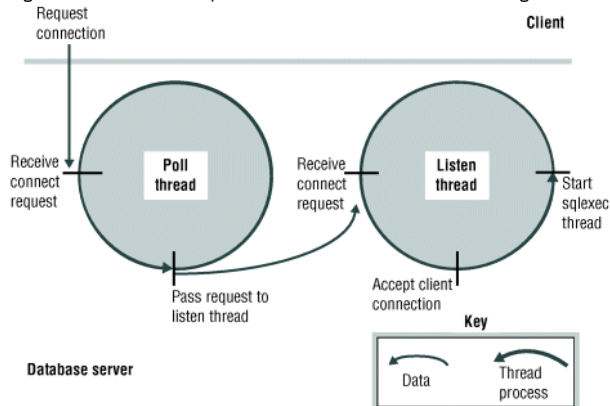 Request
connection
Client
Receive
connect
request
Poll
thread
Receive
connect
request
Listen
thread
Start
sqlexec
thread
Pass request to
listen thread
Accept client
connection
Database server
Key
Data
Thread
process